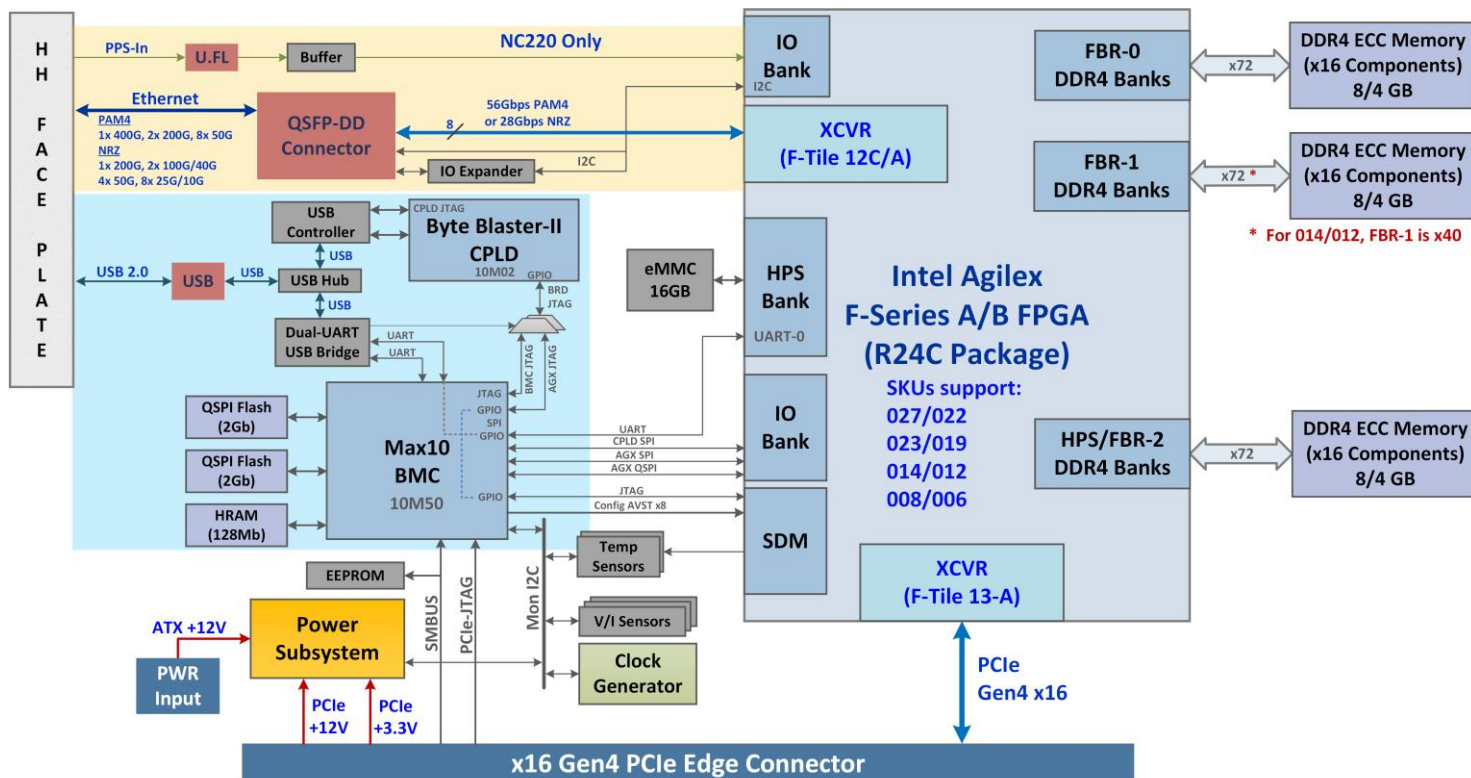 HH FACE PLATE
PPS-In
U.FL
Buffer
NC220 Only
Ethernet
PAM4
1x 400G, 2x 200G, 8x 50G
NRZ
1x 200G, 2x 100G/40G
4x 50G, 8x 25G/10G
QSFP-DD
Connector
8
56Gbps PAM4
or 28Gbps NRZ
I2C
IO Expander
IO
Bank
I2C
XCVR
(F-Tile 12C/A)
FBR-0
DDR4 Banks
x72
DDR4 ECC Memory
(x16 Components)
8/4 GB
FBR-1
DDR4 Banks
x72 *
DDR4 ECC Memory
(x16 Components)
8/4 GB
* For 014/012, FBR-1 is x40
USB
Controller
CPLD JTAG
Byte Blaster-II
CPLD
10M02
GPIO
USB
USB 2.0
USB
USB
USB Hub
USB
BRD
JTAG
Dual-UART
USB Bridge
UART
UART
BMC JTAG
AGX JTAG
eMMC
16GB
HPS
Bank
UART-0
Intel Agilex
F-Series A/B FPGA
(R24C Package)
SKUs support:
027/022
023/019
014/012
008/006
QSPI Flash
(2Gb)
QSPI Flash
(2Gb)
HRAM
(128Mb)
Max10
BMC
10M50
JTAG
GPIO
SPI
GPIO
GPIO
UART
CPLD SPI
AGX SPI
AGX QSPI
JTAG
Config AVST x8
IO
Bank
SDM
HPS/FBR-2
DDR4 Banks
x72
DDR4 ECC Memory
(x16 Components)
8/4 GB
XCVR
(F-Tile 13-A)
EEPROM
SMBUS
PCIe-JTAG
Mon I2C
Temp
Sensors
V/I Sensors
Clock
Generator
ATX +12V
PWR
Input
Power
Subsystem
PCIe
+12V
PCIe
+3.3V
PCIe
Gen4 x16
x16 Gen4 PCIe Edge Connector